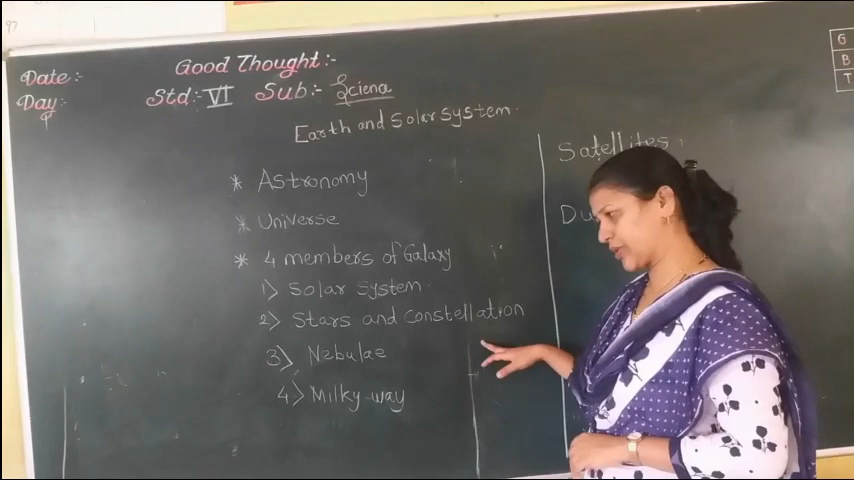 Date:-
Day:-
Good Thought:-
Std:- VI Sub:- Sciena
Earth and Solar System
* Astronomy
* Universe
* 4 members of Galaxy
1) Solar system
2) Stars and constellation
3) Nebulae
4) Milky-way
Satellites
G
B
T